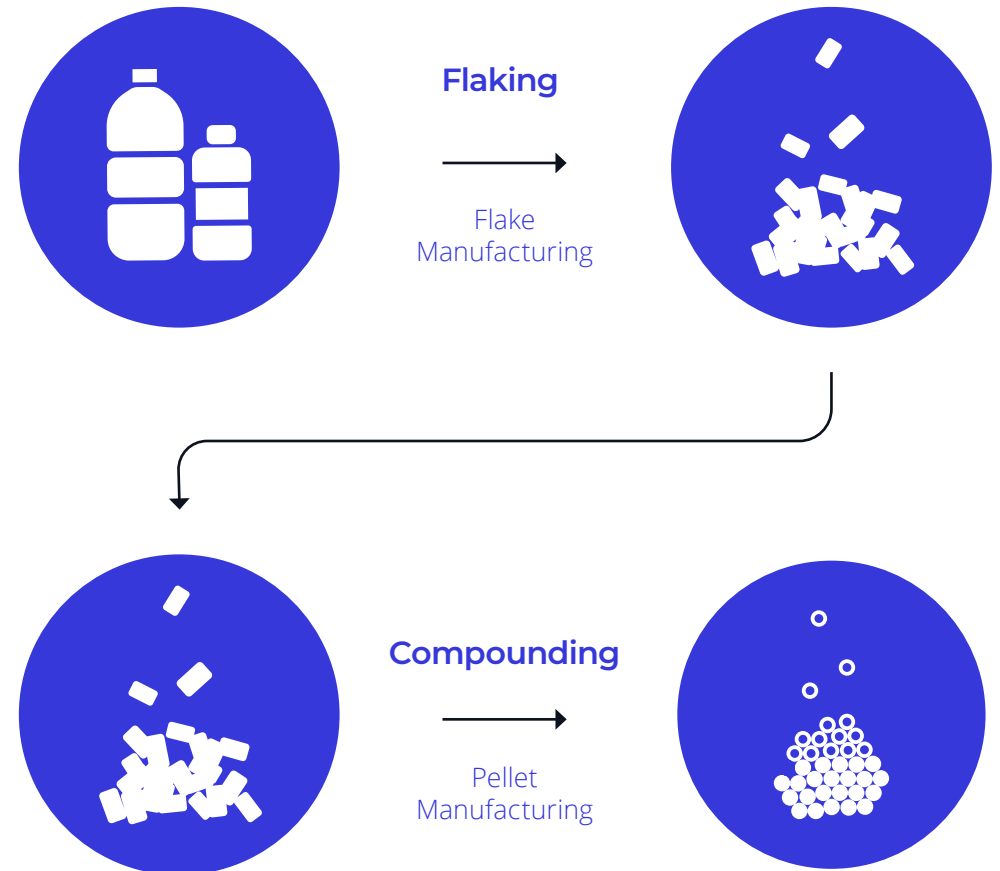 Flaking
Flake
Manufacturing
Compounding
Pellet
Manufacturing